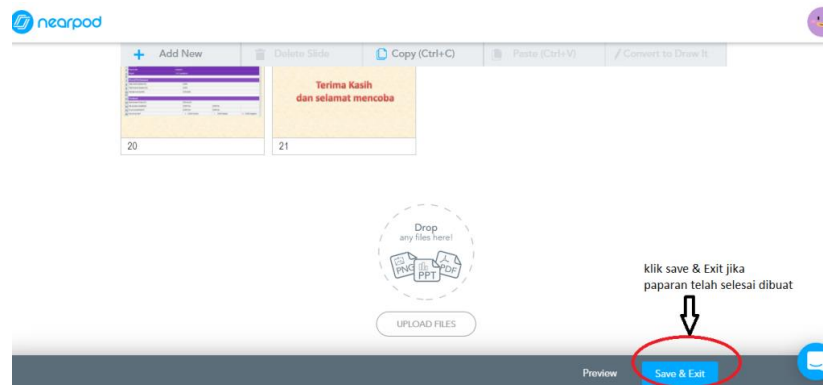 nearpod
Add New
Delete Slide
Copy (Ctrl+C)
Paste (Ctrl+V)
Convert to Draw It
Terima Kasih
dan selamat mencoba
20
21
Drop
any files here!
PNG
PPT
PDF
UPLOAD FILES
klik save & Exit jika
paparan telah selesai dibuat
Preview
Save & Exit